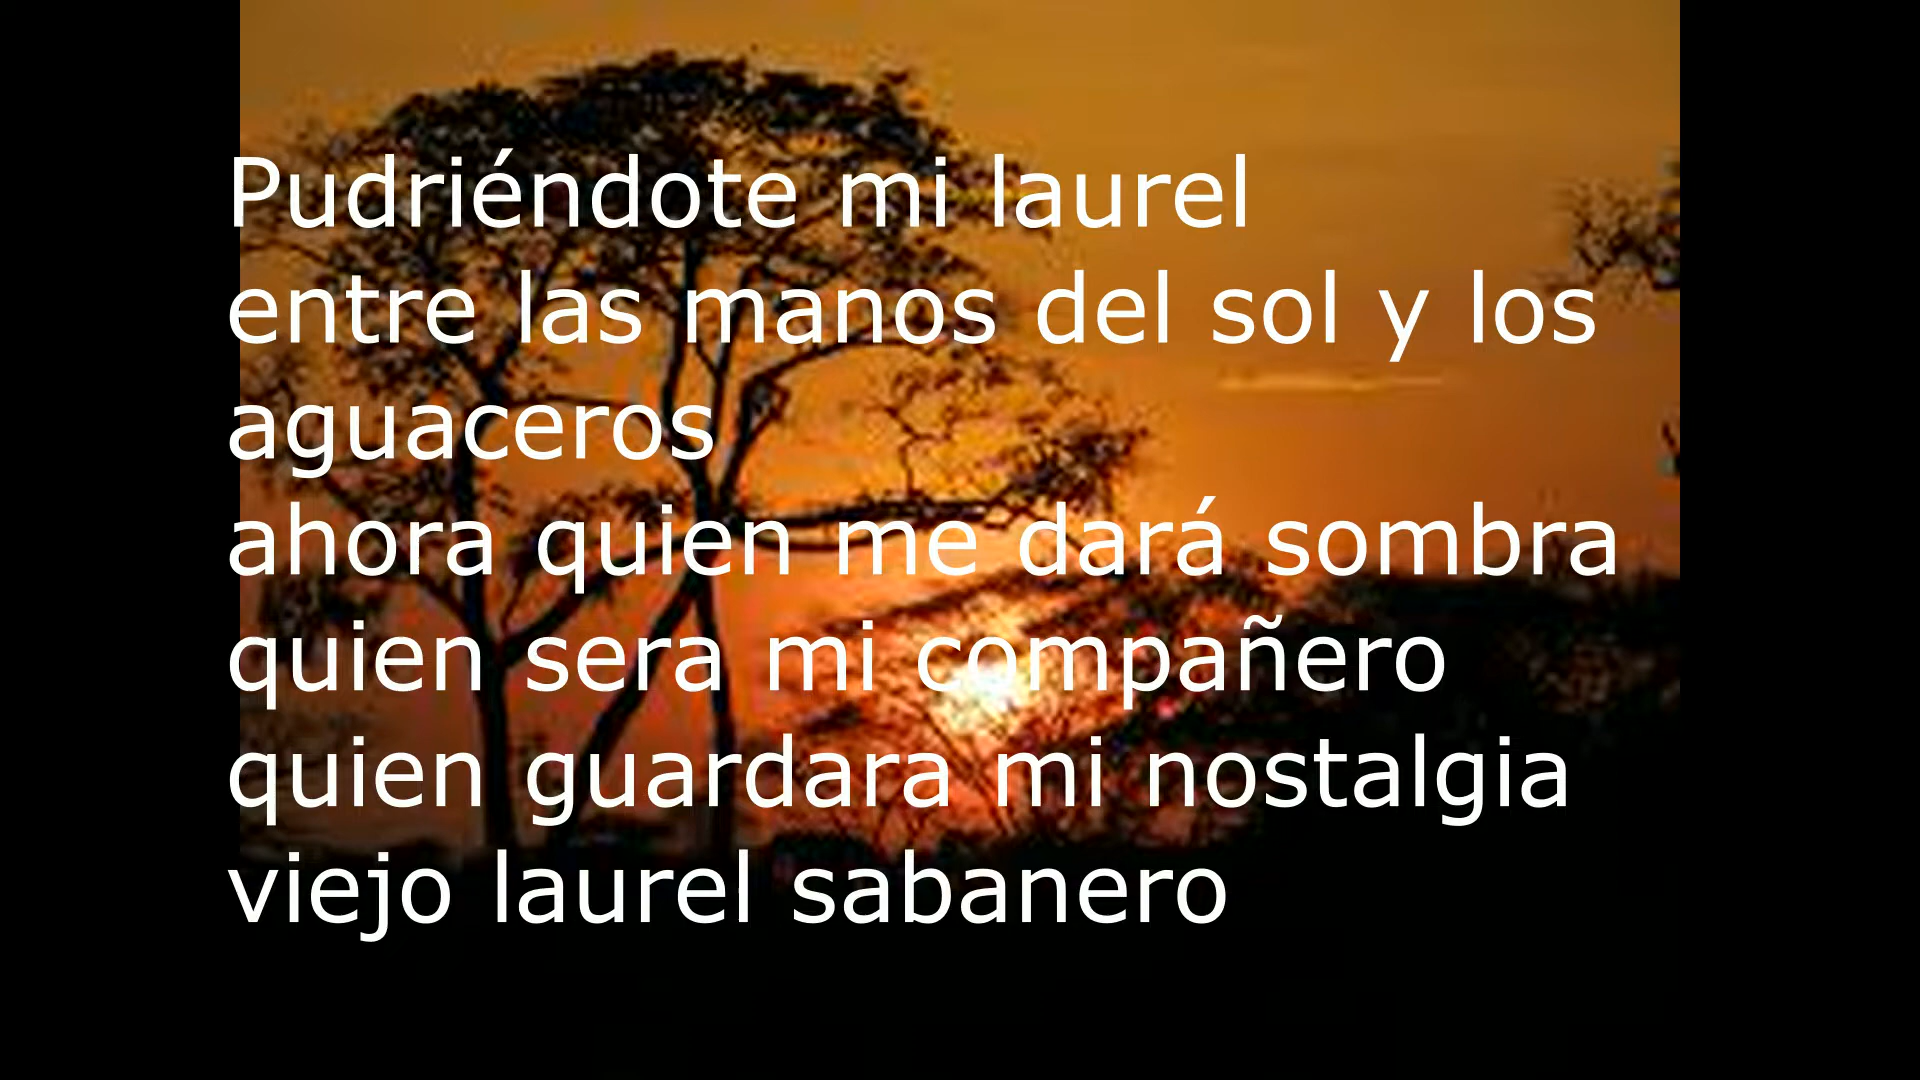 Pudriéndote mi laurel
entre las manos del sol y los
aguaceros
ahora quien me dará sombra
quien sera mi compañero
quien guardara mi nostalgia
viejo laurel sabanero